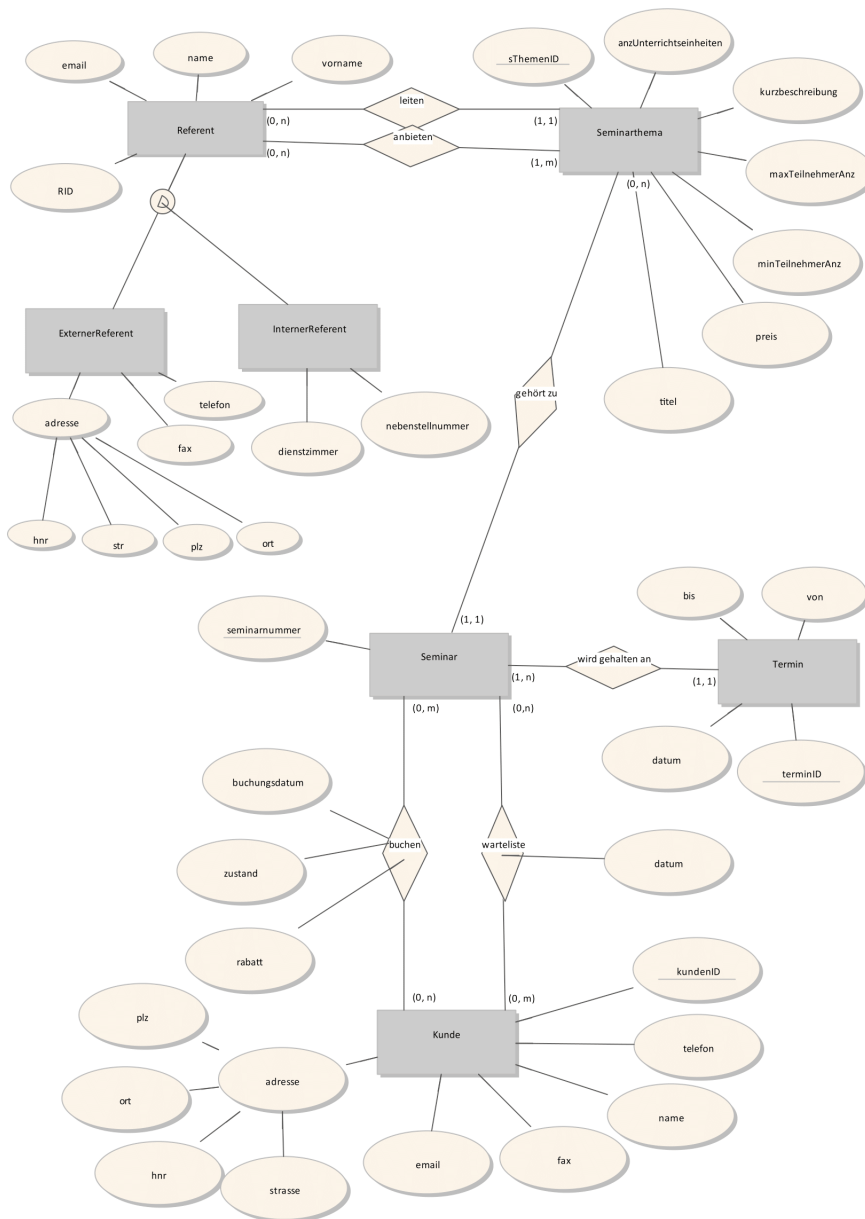 name
email
vorname
Referent
RID
(0, n)
(0, n)
leiten
anbieten
(1, 1)
(1, m)
sThemenID
anzUnterrichtseinheiten
kurzbeschreibung
Seminarthema
maxTeilnehmerAnz
(0, n)
minTeilnehmerAnz
preis
titel
ExternerReferent
InternerReferent
telefon
adresse
fax
nebenstellnummer
dienstzimmer
hnr
str
plz
ort
gehört zu
(1, 1)
seminarnummer
Seminar
(1, n)
wird gehalten an
(1, 1)
bis
von
Termin
datum
terminID
(0, m)
(0,n)
buchungsdatum
buchen
warteliste
zustand
datum
rabatt
(0, n)
(0, m)
kundenID
Kunde
telefon
name
plz
adresse
ort
hnr
strasse
email
fax